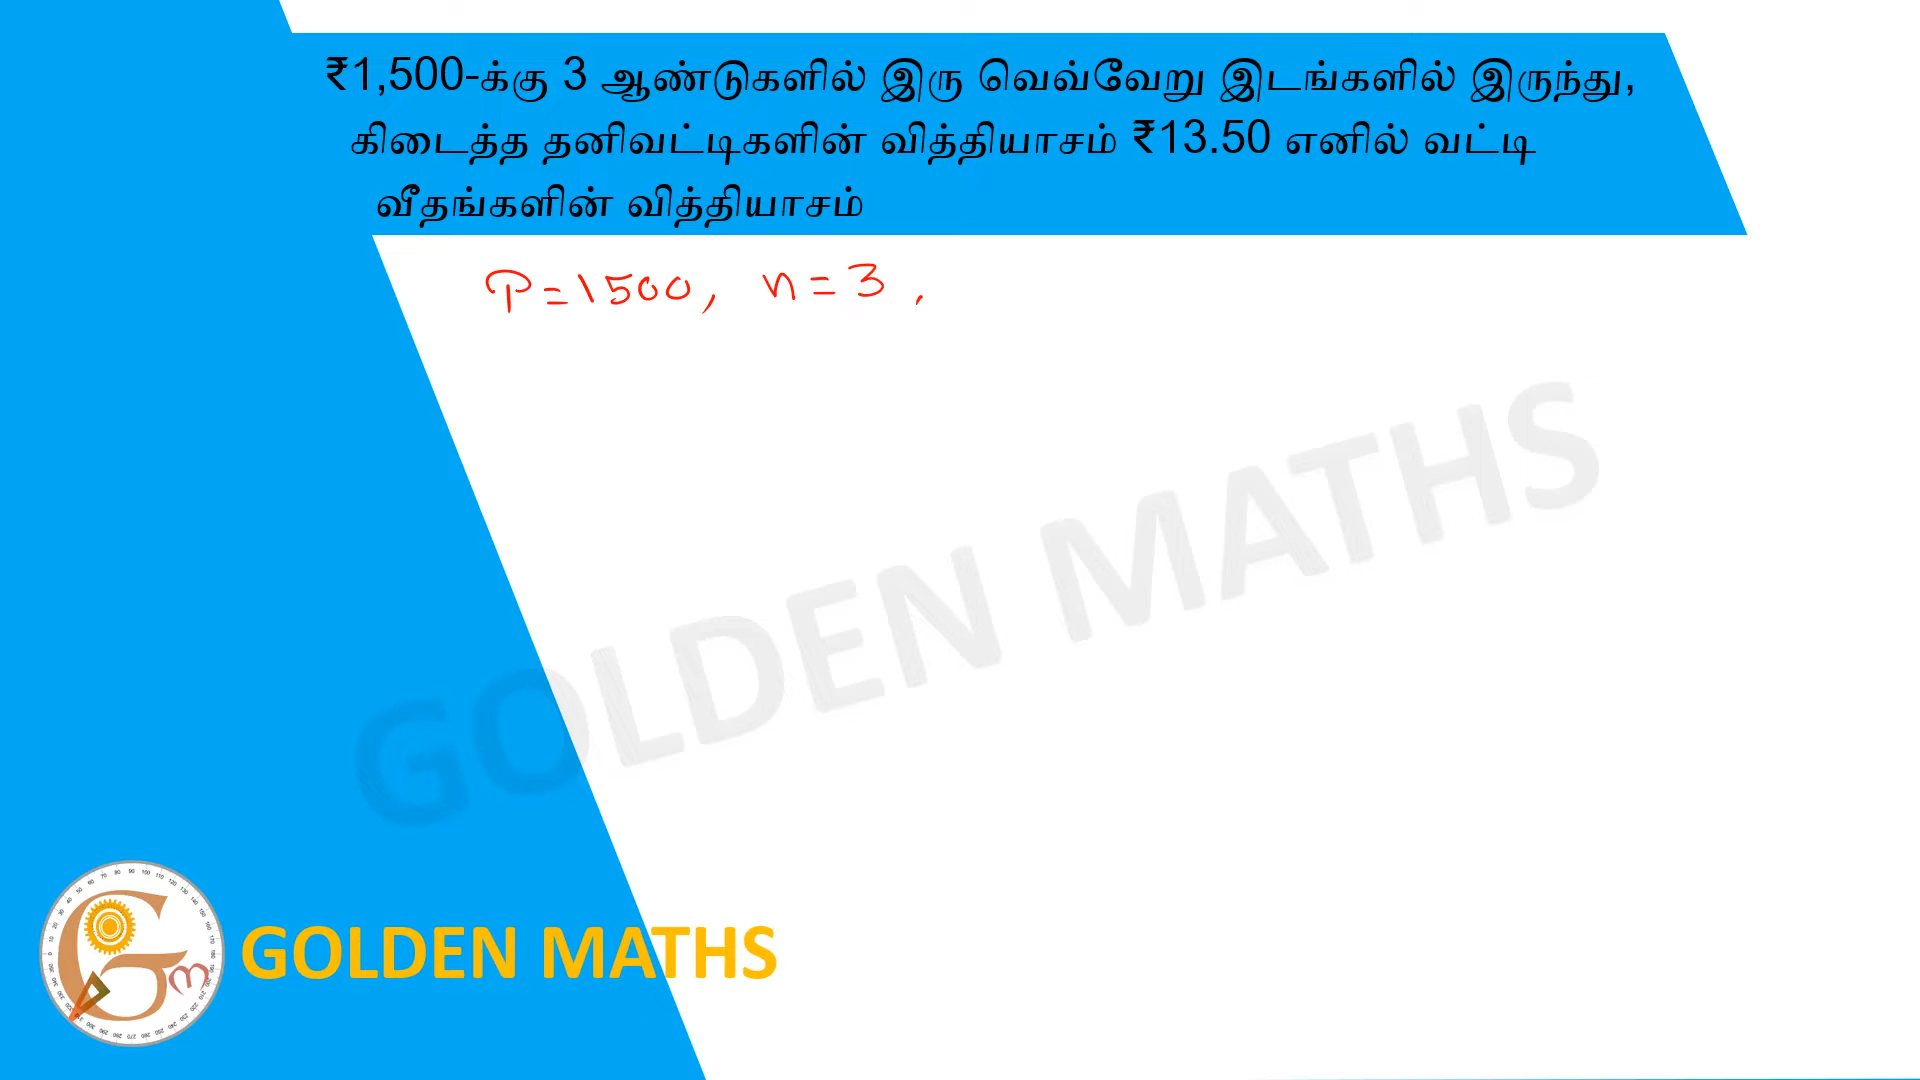 ₹1,500-க்கு 3 ஆண்டுகளில் இரு வெவ்வேறு இடங்களில் இருந்து,
கிடைத்த தனிவட்டிகளின் வித்தியாசம் ₹13.50 எனில் வட்டி
வீதங்களின் வித்தியாசம்
P=1500, n=3,
GOLDEN MATHS
GOLDEN MATHS